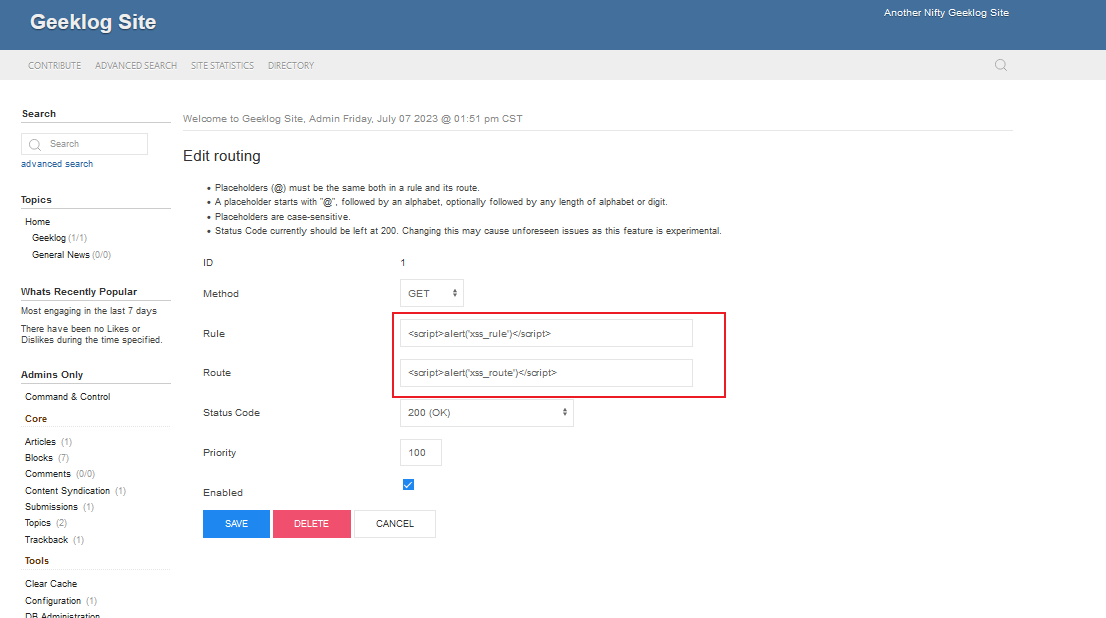 Geeklog Site
Another Nifty Geeklog Site
CONTRIBUTE ADVANCED SEARCH SITE STATISTICS DIRECTORY
Search
Search
advanced search
Topics
Home
Geeklog (1/1)
General News (0/0)
Whats Recently Popular
Most engaging in the last 7 days
There have been no Likes or
Dislikes during the time specified.
Admins Only
Command & Control
Core
Articles (1)
Blocks (7)
Comments (0/0)
Content Syndication (1)
Submissions (1)
Topics (2)
Trackback (1)
Tools
Clear Cache
Configuration (1)
DB Administration
Welcome to Geeklog Site, Admin Friday, July 07 2023 @ 01:51 pm CST
Edit routing
• Placeholders (@) must be the same both in a rule and its route.
• A placeholder starts with "@", followed by an alphabet, optionally followed by any length of alphabet or digit.
• Placeholders are case-sensitive.
• Status Code currently should be left at 200. Changing this may cause unforeseen issues as this feature is experimental.
ID 1
Method GET
Rule <script>alert('xss_rule')</script>
Route <script>alert('xss_route')</script>
Status Code 200 (OK)
Priority 100
Enabled
SAVE DELETE CANCEL